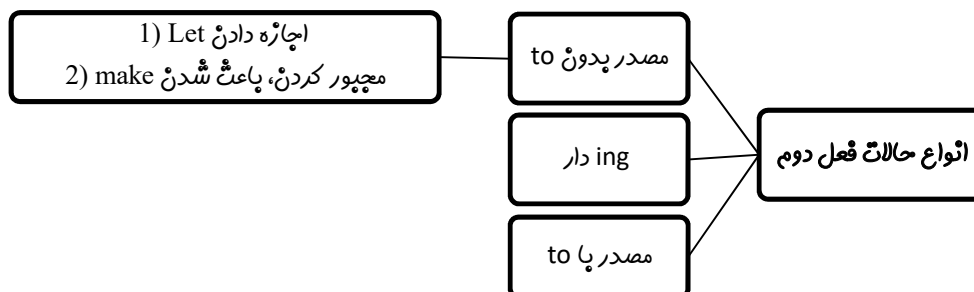 انواع حالات فعل دوم
مصدر بدون to
ing دار
مصدر با to
1) Let اجازه دادن
2) make مجبور کردن، باعث شدن